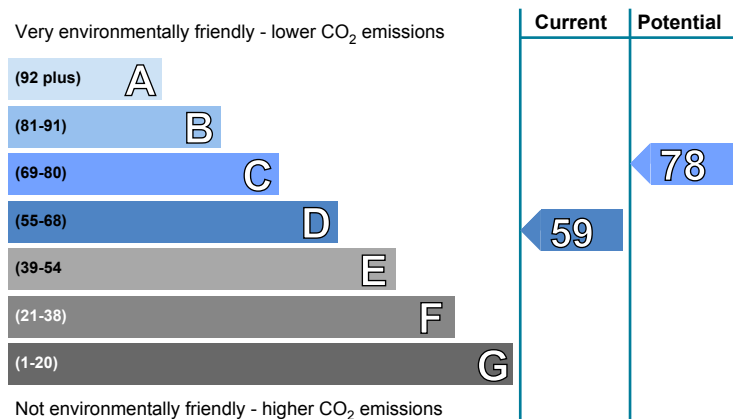 Current Potential
Very environmentally friendly - lower CO₂ emissions
(92 plus) A
(81-91) B
(69-80) C
78
(55-68) D
59
(39-54 E
(21-38) F
(1-20) G
Not environmentally friendly - higher CO₂ emissions